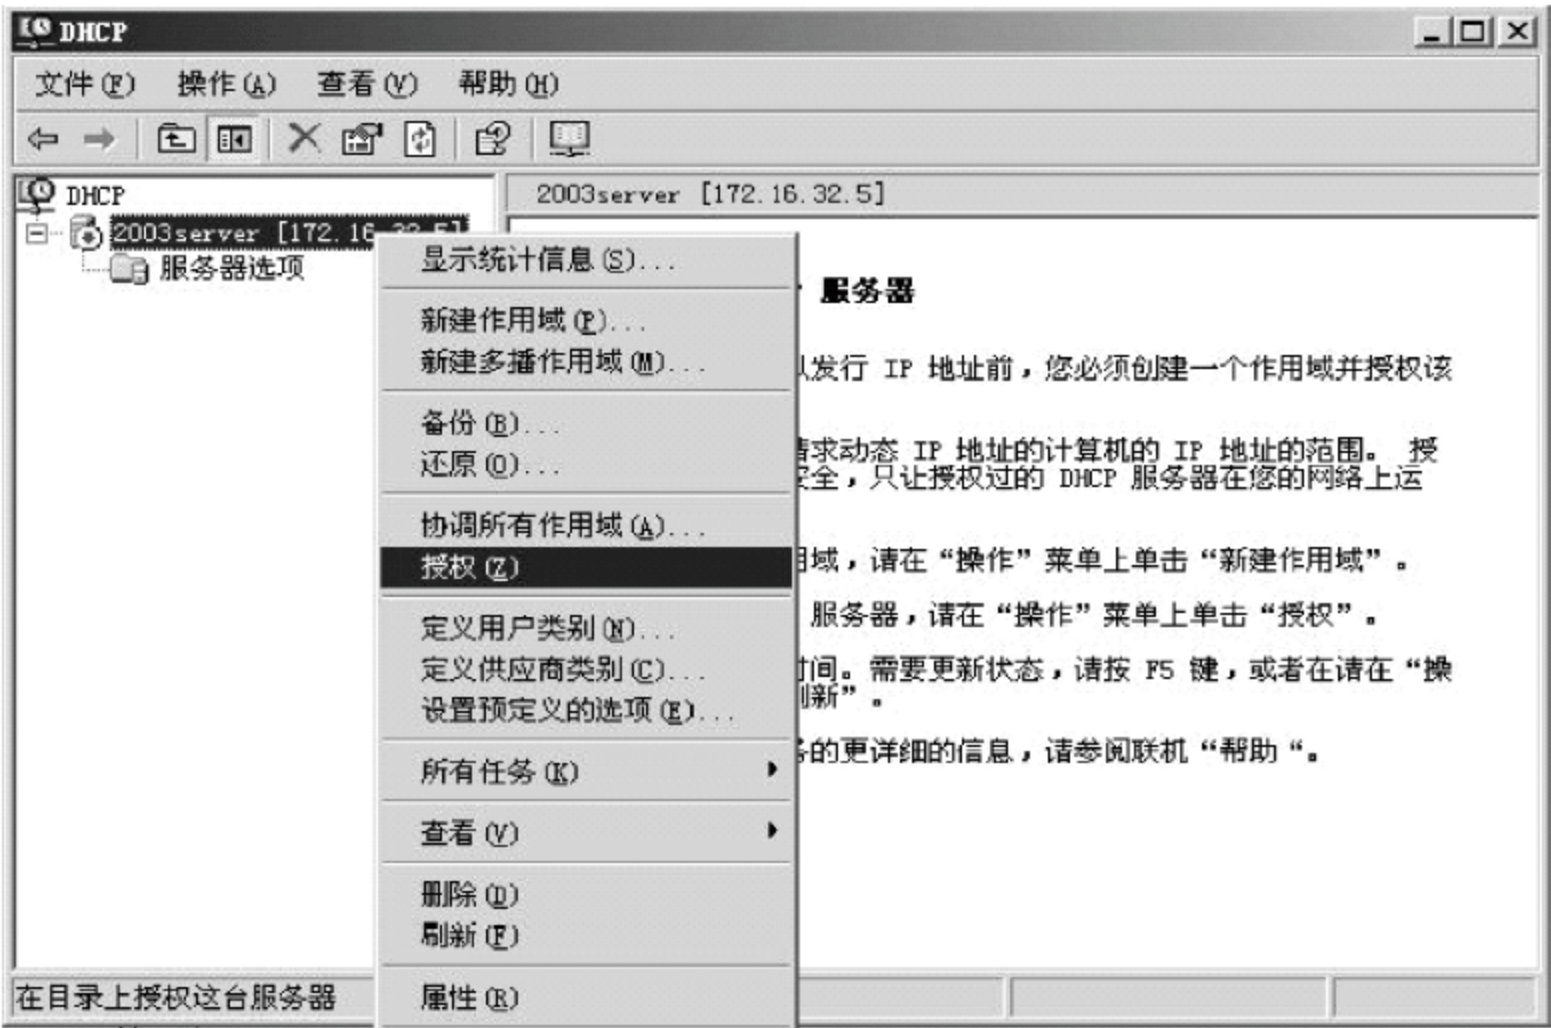 DHCP
文件(F) 操作(A) 查看(V) 帮助(H)
DHCP
2003server [172.16.32.5]
2003server [172.16.32.5]
服务器选项
显示统计信息(S)...
新建作用域(P)...
新建多播作用域(M)...
备份(B)...
还原(O)...
协调所有作用域(A)...
授权(Z)
定义用户类别(N)...
定义供应商类别(C)...
设置预定义的选项(E)...
所有任务(K)
查看(V)
删除(D)
刷新(F)
属性(R)
服务器
发行 IP 地址前，您必须创建一个作用域并授权该
求动态 IP 地址的计算机的 IP 地址的范围。 授
全，只让授权过的 DHCP 服务器在您的网络上运
域，请在“操作”菜单上单击“新建作用域”。
服务器，请在“操作”菜单上单击“授权”。
间。需要更新状态，请按 F5 键，或者在请在“操
新”。
的更详细的信息，请参阅联机“帮助“。
在目录上授权这台服务器